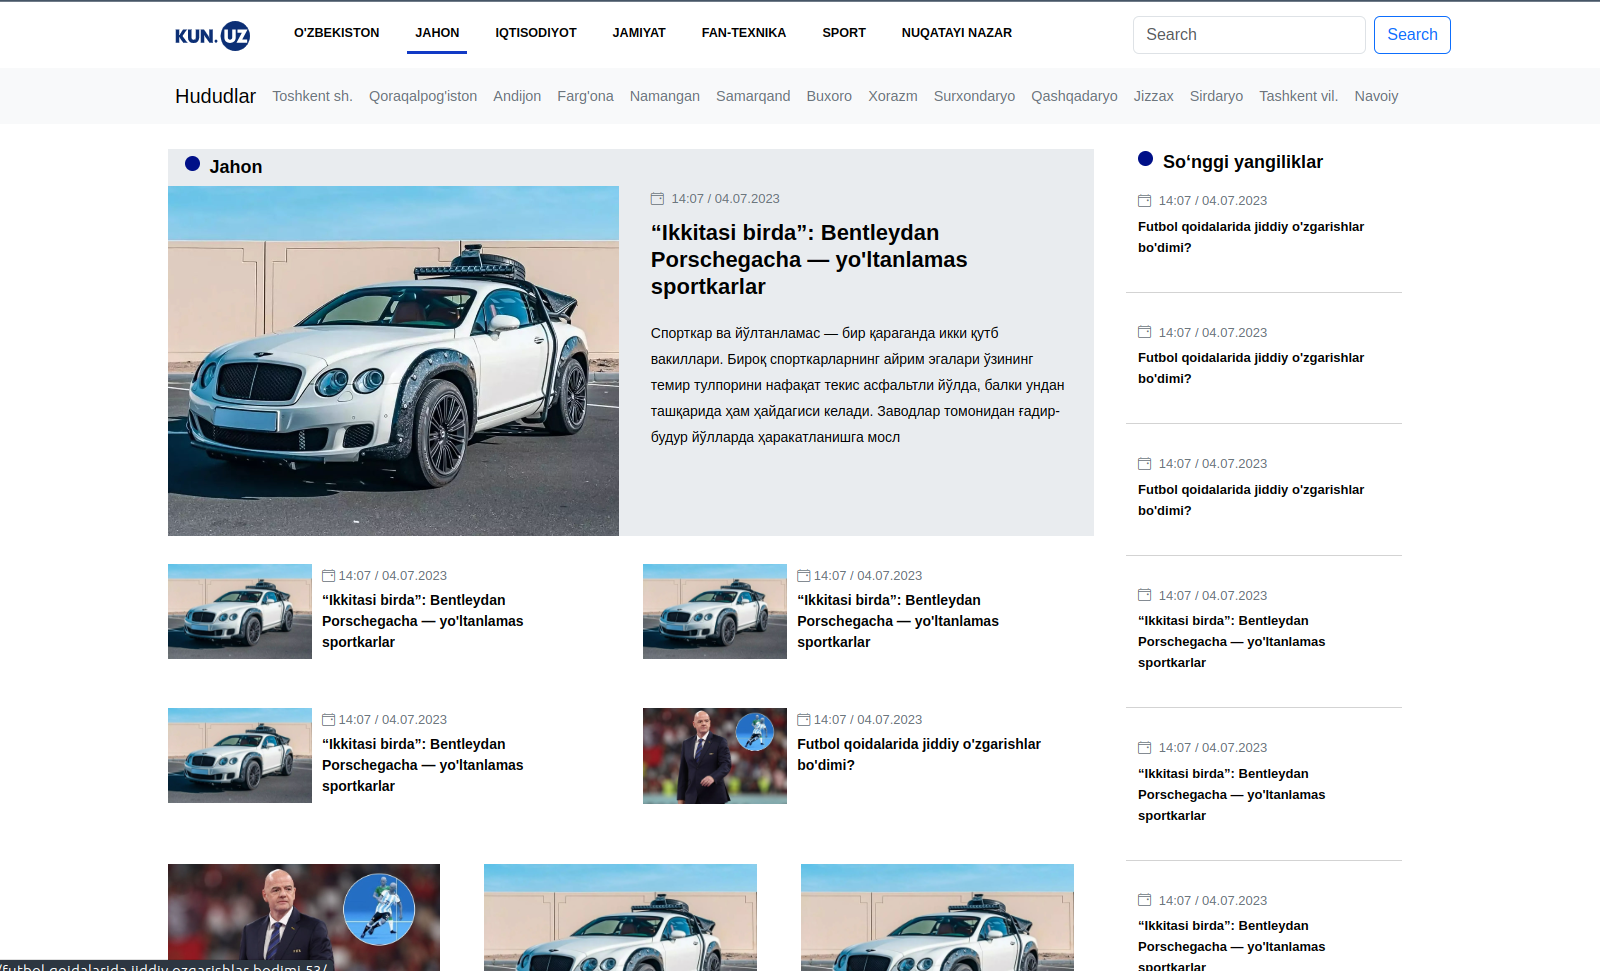 KUN.UZ O'ZBEKISTON JAHON IQTISODIYOT JAMIYAT FAN-TEXNIKA SPORT NUQATAYI NAZAR Search Search
Hududlar Toshkent sh. Qoraqalpog'iston Andijon Farg'ona Namangan Samarqand Buxoro Xorazm Surxondaryo Qashqadaryo Jizzax Sirdaryo Tashkent vil. Navoiy
Jahon
14:07 / 04.07.2023
“Ikkitasi birda”: Bentleydan
Porschegacha — yo'ltanlamas
sportkarlar
Спорткар ва йўлтанламас — бир қараганда икки қутб
вакиллари. Бироқ спорткарларнинг айрим эгалари ўзининг
темир тулпорини нафақат текис асфальтли йўлда, балки ундан
ташқарида ҳам ҳайдагиси келади. Заводлар томонидан ғадир-
будур йўлларда ҳаракатланишга мосл
14:07 / 04.07.2023
“Ikkitasi birda”: Bentleydan
Porschegacha — yo'ltanlamas
sportkarlar
14:07 / 04.07.2023
“Ikkitasi birda”: Bentleydan
Porschegacha — yo'ltanlamas
sportkarlar
14:07 / 04.07.2023
“Ikkitasi birda”: Bentleydan
Porschegacha — yo'ltanlamas
sportkarlar
14:07 / 04.07.2023
Futbol qoidalarida jiddiy o'zgarishlar
bo'dimi?
So‘nggi yangiliklar
14:07 / 04.07.2023
Futbol qoidalarida jiddiy o'zgarishlar
bo'dimi?
14:07 / 04.07.2023
Futbol qoidalarida jiddiy o'zgarishlar
bo'dimi?
14:07 / 04.07.2023
Futbol qoidalarida jiddiy o'zgarishlar
bo'dimi?
14:07 / 04.07.2023
“Ikkitasi birda”: Bentleydan
Porschegacha — yo'ltanlamas
sportkarlar
14:07 / 04.07.2023
“Ikkitasi birda”: Bentleydan
Porschegacha — yo'ltanlamas
sportkarlar
14:07 / 04.07.2023
“Ikkitasi birda”: Bentleydan
Porschegacha — yo'ltanlamas
sportkarlar
/futbol-qoidalarida-jiddiy-ozgarishlar-bodimi-53/